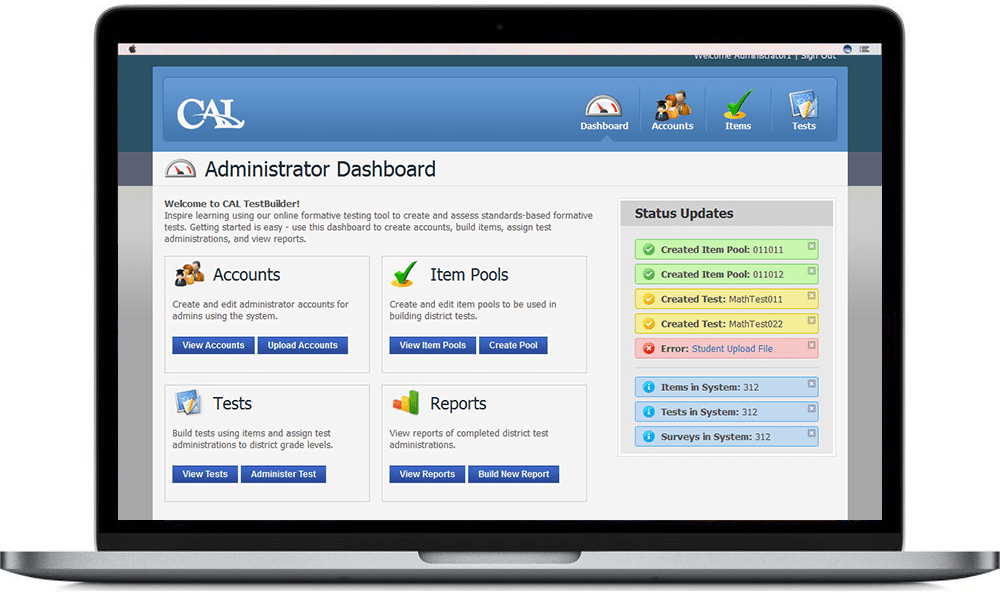 Welcome Administrator1 | Sign Out
CAL
Dashboard
Accounts
Items
Tests
Administrator Dashboard
Welcome to CAL TestBuilder!
Inspire learning using our online formative testing tool to create and assess standards-based formative
tests. Getting started is easy - use this dashboard to create accounts, build items, assign test
administrations, and view reports.
Accounts
Create and edit administrator accounts for
admins using the system.
View Accounts
Upload Accounts
Item Pools
Create and edit item pools to be used in
building district tests.
View Item Pools
Create Pool
Tests
Build tests using items and assign test
administrations to district grade levels.
View Tests
Administer Test
Reports
View reports of completed district test
administrations.
View Reports
Build New Report
Status Updates
Created Item Pool: 011011
Created Item Pool: 011012
Created Test: MathTest011
Created Test: MathTest022
Error: Student Upload File
Items in System: 312
Tests in System: 312
Surveys in System: 312